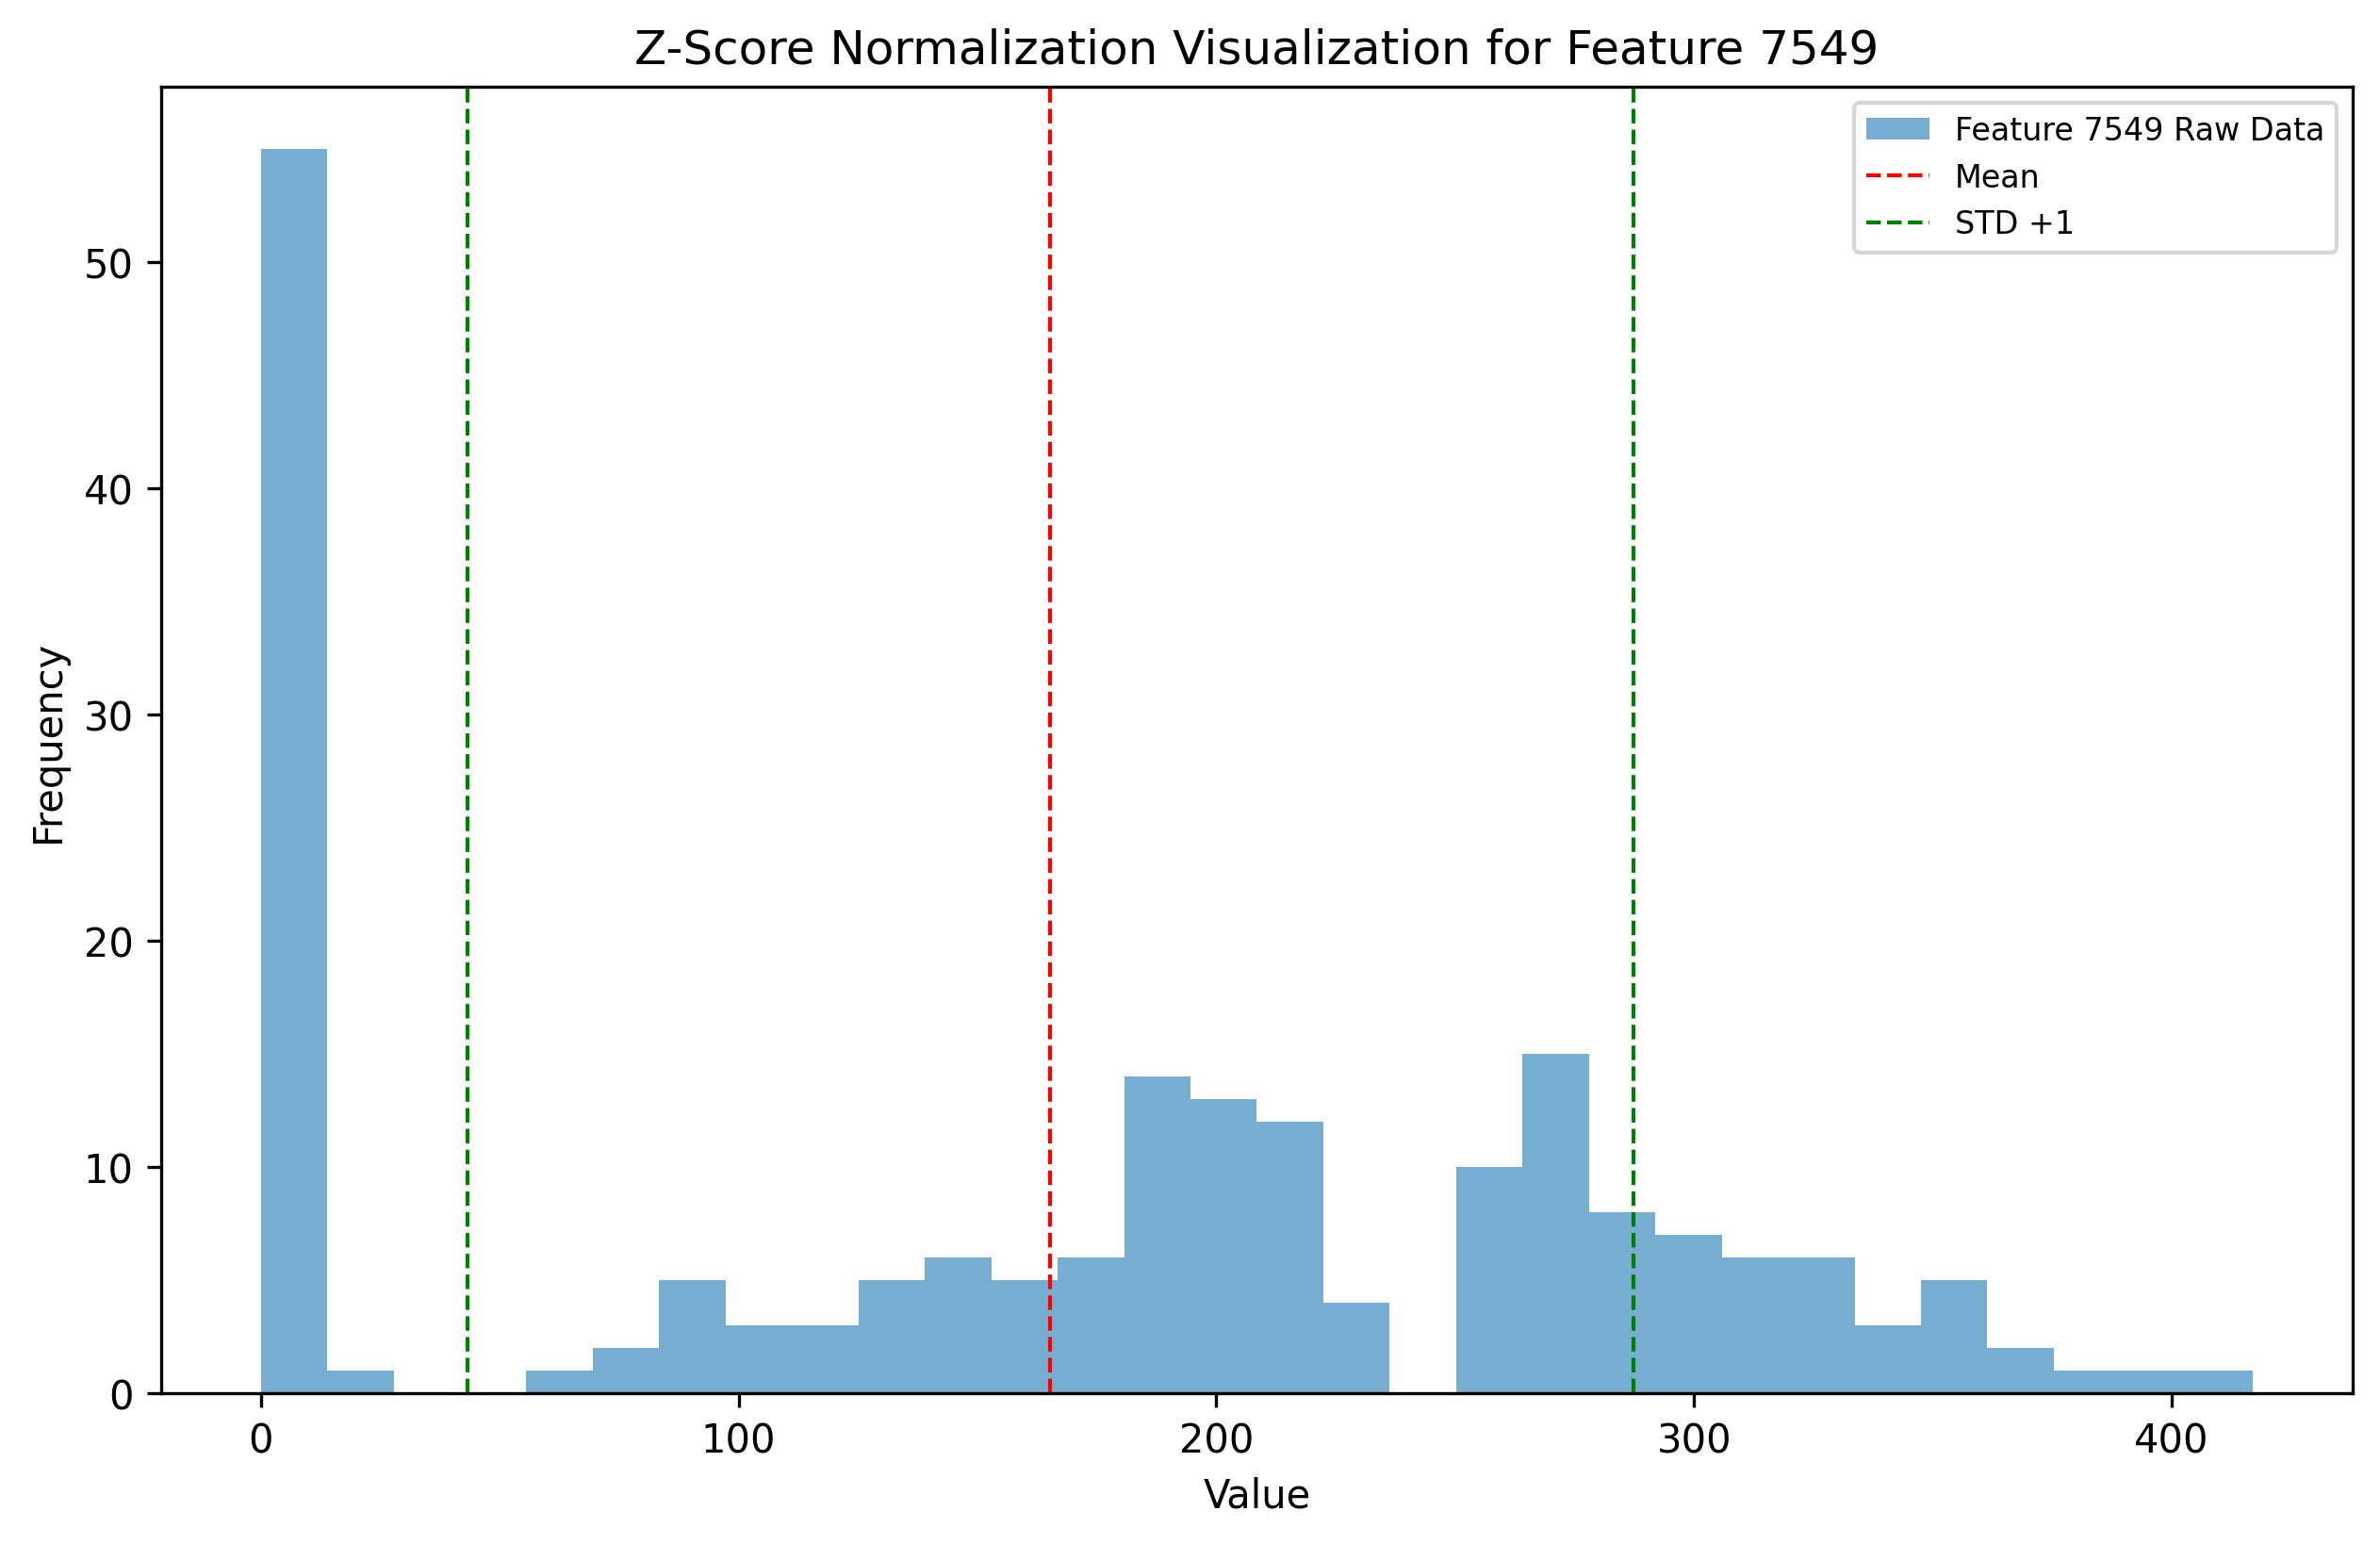 Z-Score Normalization Visualization for Feature 7549
Feature 7549 Raw Data
Mean
STD +1
50
40
30
20
10
0
Frequency
0 100 200 300 400
Value